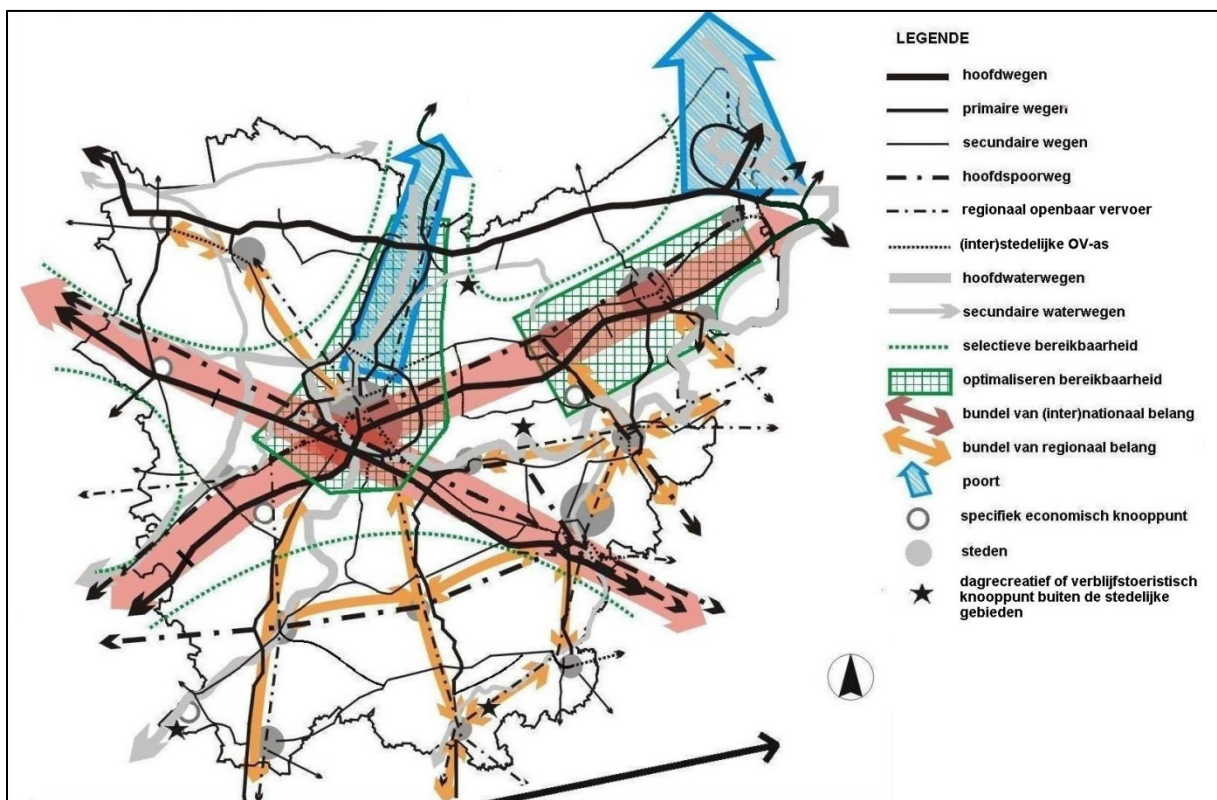 LEGENDE
hoofdwegen
primaire wegen
secundaire wegen
hoofdspoorweg
regionaal openbaar vervoer
(inter)stedelijke OV-as
hoofdwaterwegen
secundaire waterwegen
selectieve bereikbaarheid
optimaliseren bereikbaarheid
bundel van (inter)nationaal belang
bundel van regionaal belang
poort
specifiek economisch knooppunt
steden
dagrecreatief of verblijfstoeristisch
knooppunt buiten de stedelijke
gebieden